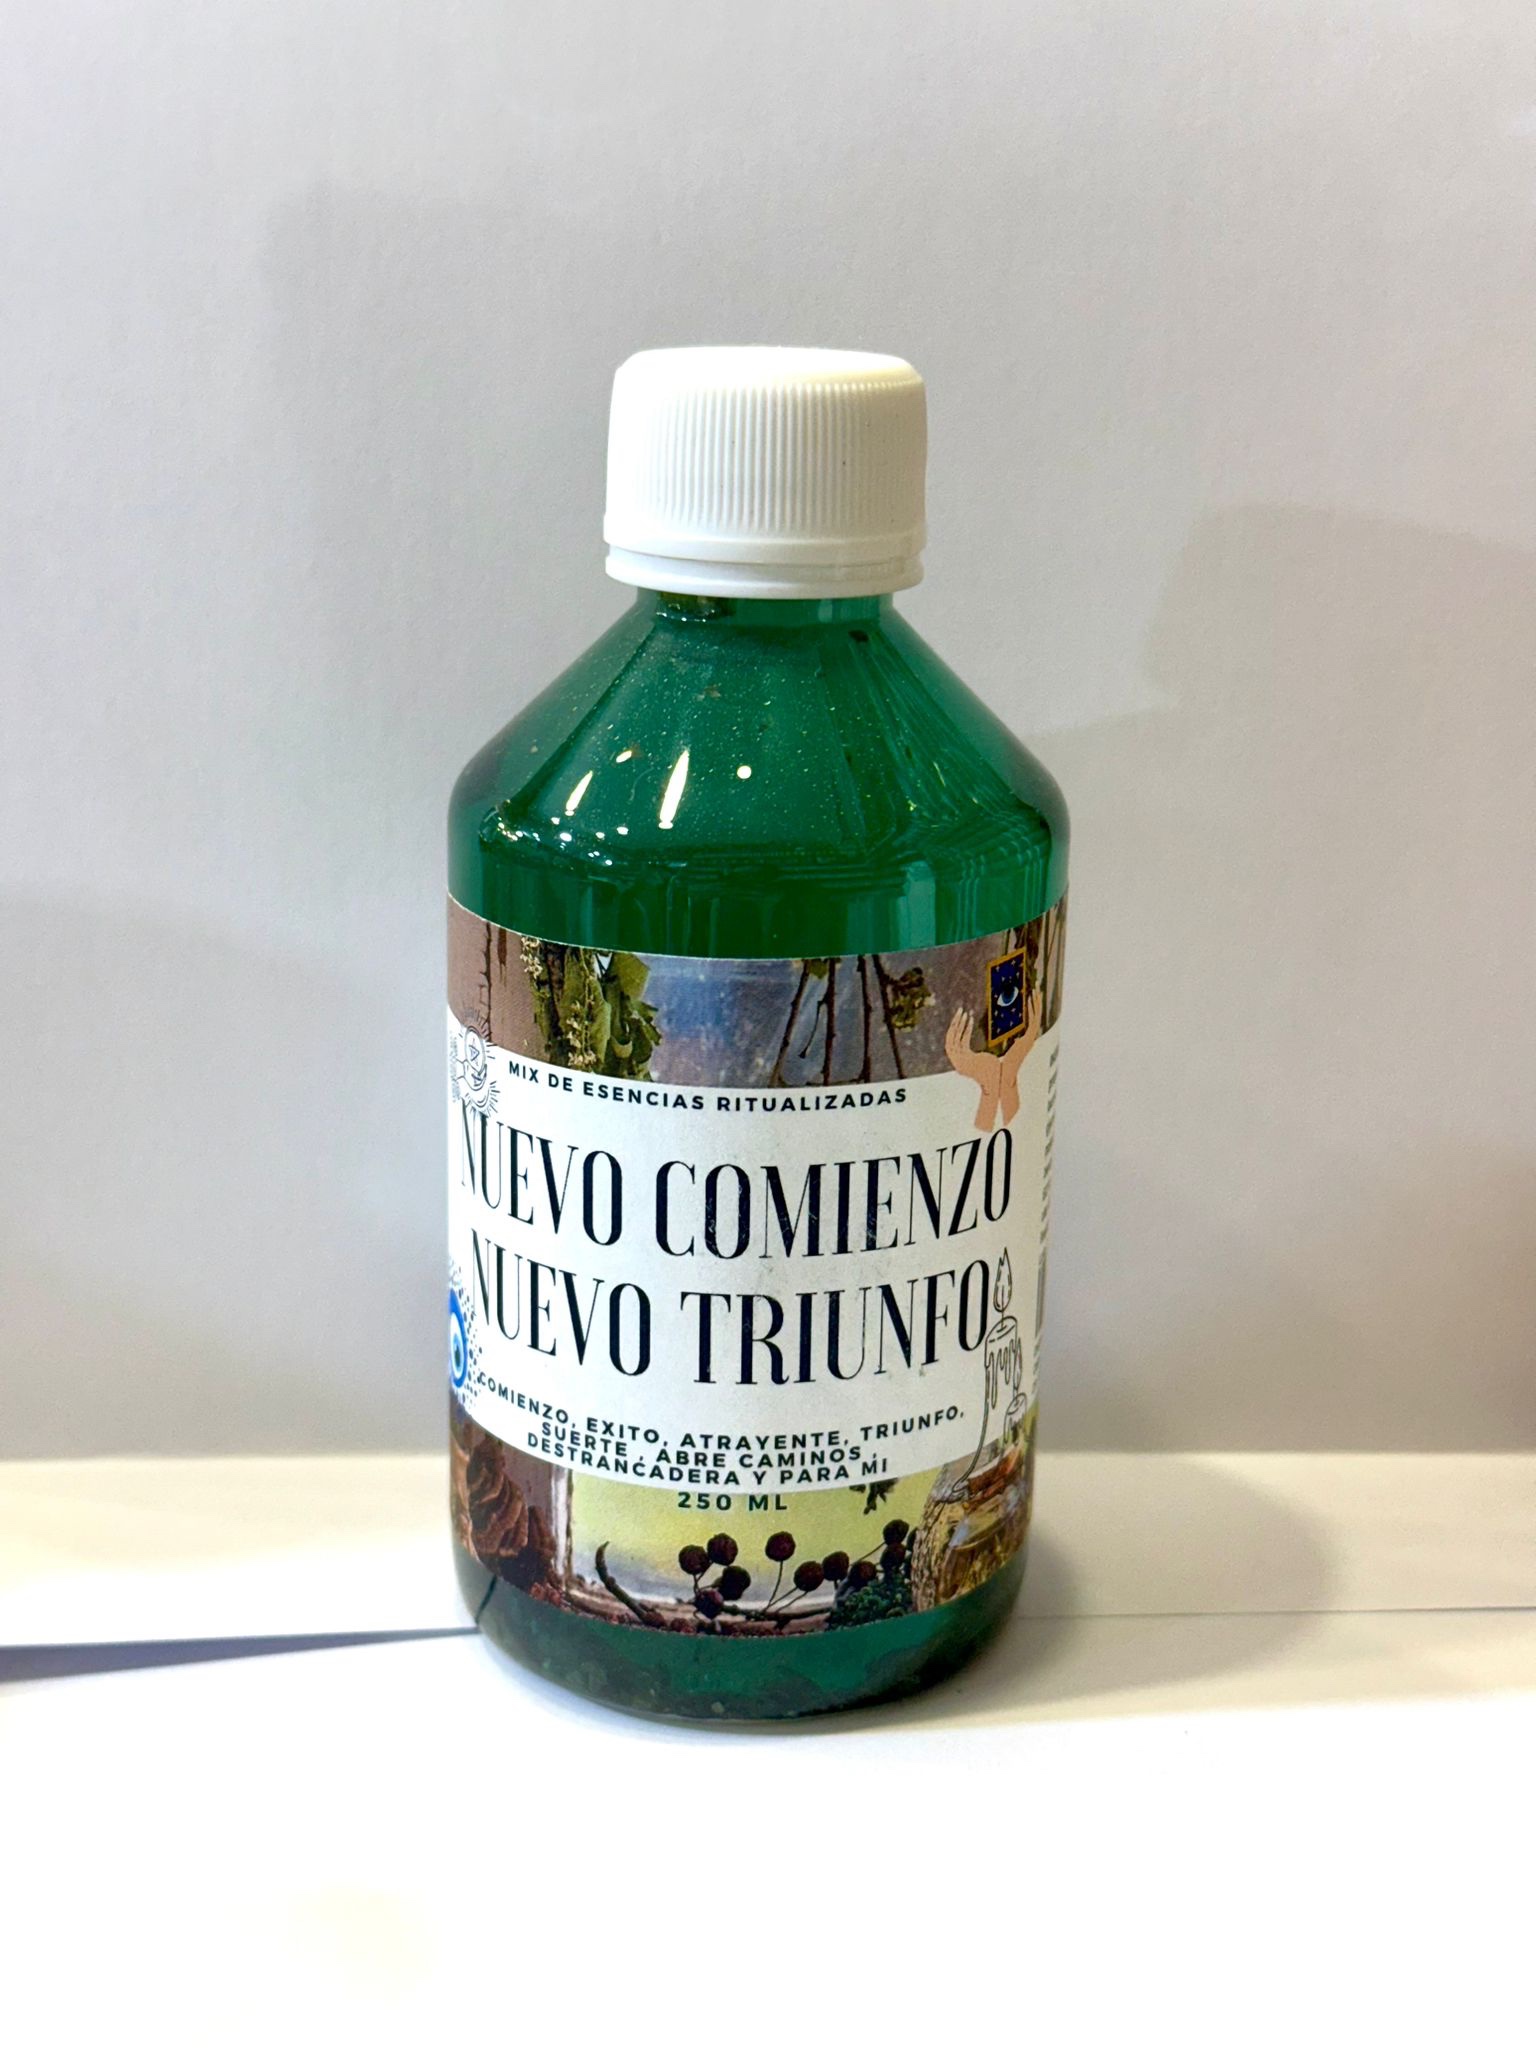 MIX DE ESENCIAS RITUALIZADAS
NUEVO COMIENZO
NUEVO TRIUNFO
COMIENZO, EXITO, ATRAYENTE, TRIUNFO,
SUERTE , ABRE CAMINOS ,
DESTRANCADERA Y PARA MI
250 ML